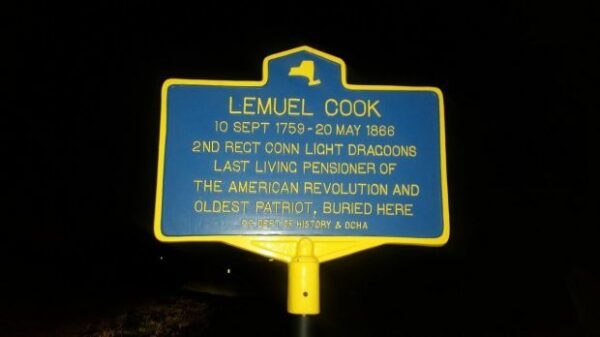 LEMUEL COOK
10 SEPT 1759-20 MAY 1866
2ND REGT CONN LIGHT DRAGOONS
LAST LIVING PENSIONER OF
THE AMERICAN REVOLUTION AND
OLDEST PATRIOT, BURIED HERE
OC DEPT OF HISTORY & OCHA